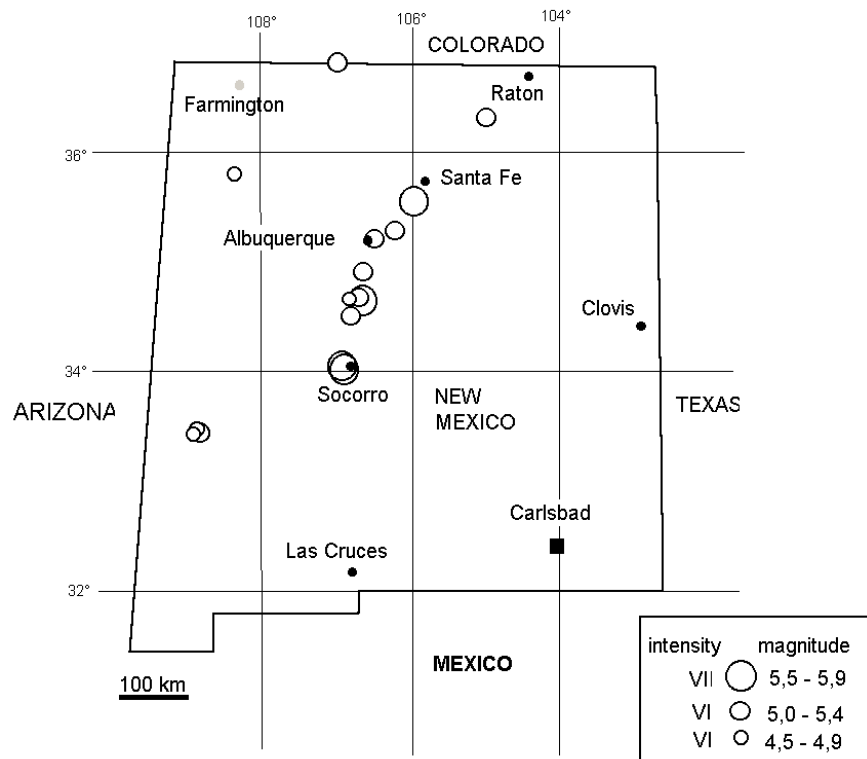 108°
106°
104°
COLORADO
Farmington
Raton
36°
Santa Fe
Albuquerque
Clovis
34°
Socorro
NEW
MEXICO
ARIZONA
TEXAS
Carlsbad
Las Cruces
32°
MEXICO
100 km
intensity magnitude
VII 5,5 - 5,9
VI 5,0 - 5,4
VI 4,5 - 4,9